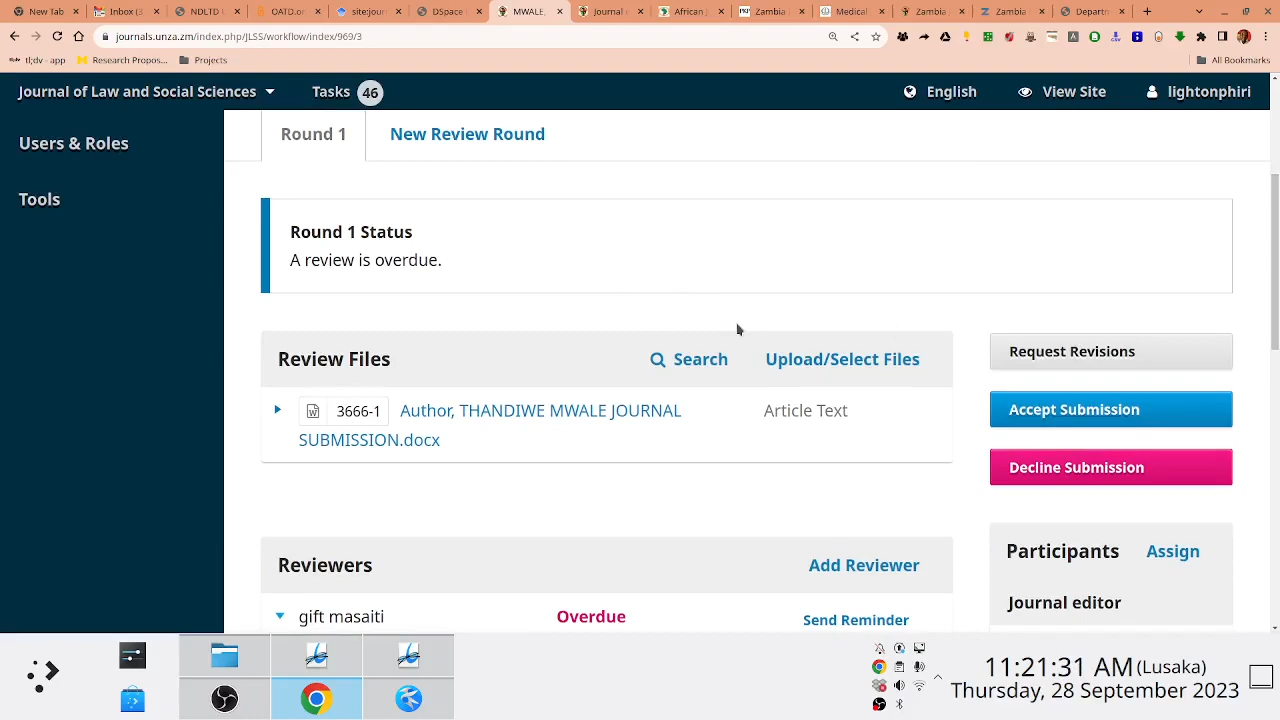 New Tab
Inbox (
NDLTD
OATD.or
sitejourn
DSpace
MWALE,
Journal
African J
Zambia
Medical
Zambia
Zambia
Departn
journals.unza.zm/index.php/JLSS/workflow/index/969/3
tl;dv - app
Research Propos...
Projects
All Bookmarks
Journal of Law and Social Sciences
Tasks 46
English
View Site
lightonphiri
Users & Roles
Tools
Round 1
New Review Round
Round 1 Status
A review is overdue.
Review Files
Search
Upload/Select Files
3666-1 Author, THANDIWE MWALE JOURNAL
SUBMISSION.docx
Article Text
Request Revisions
Accept Submission
Decline Submission
Reviewers
Add Reviewer
gift masaiti
Overdue
Send Reminder
Participants
Assign
Journal editor
11:21:31 AM (Lusaka)
Thursday, 28 September 2023